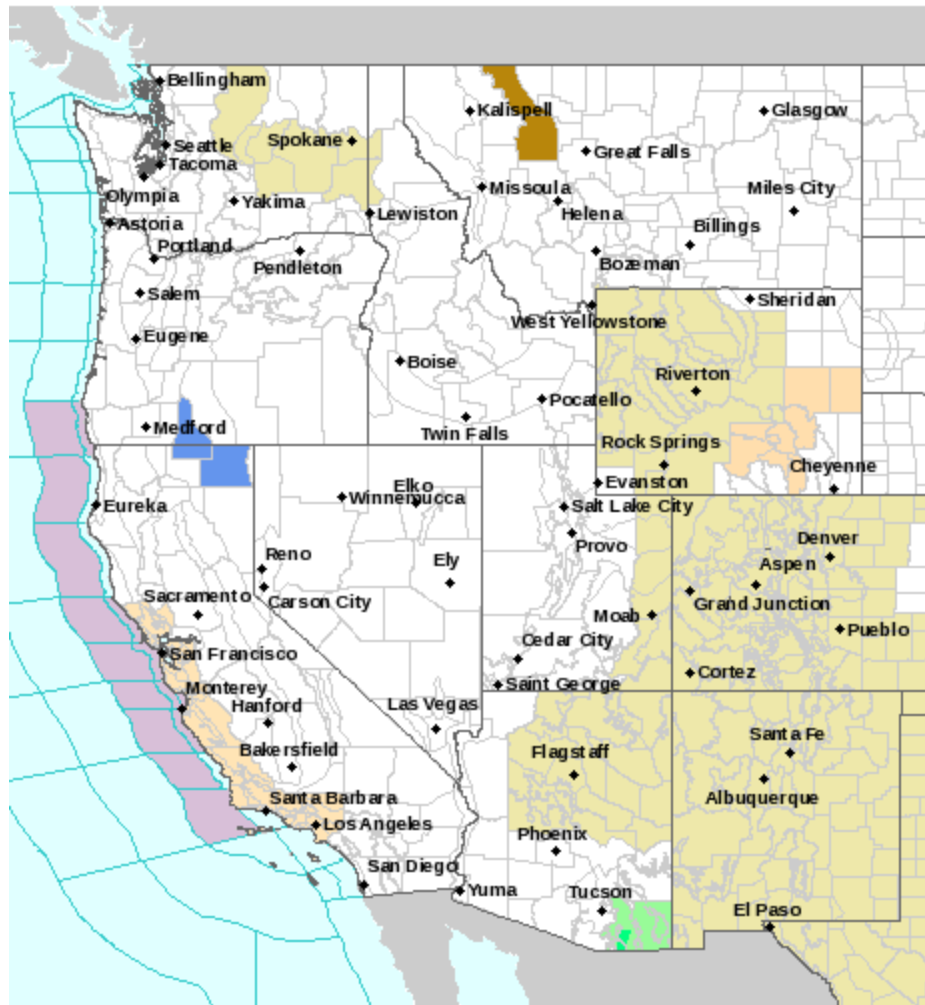 Bellingham
Kalispell
Glasgow
Seattle
Spokane
Great Falls
Tacoma
Olympia
Missoula
Miles City
Yakima
Lewiston
Helena
Astoria
Billings
Portland
Pendleton
Bozeman
Salem
Sheridan
West Yellowstone
Eugene
Boise
Riverton
Pocatello
Medford
Twin Falls
Rock Springs
Cheyenne
Elko
Evanston
Winnemucca
Eureka
Salt Lake City
Provo
Denver
Reno
Ely
Aspen
Sacramento
Carson City
Grand Junction
Moab
Pueblo
Cedar City
San Francisco
Cortez
Saint George
Monterey
Hanford
Las Vegas
Santa Fe
Bakersfield
Flagstaff
Santa Barbara
Albuquerque
Los Angeles
Phoenix
San Diego
Yuma
Tucson
El Paso